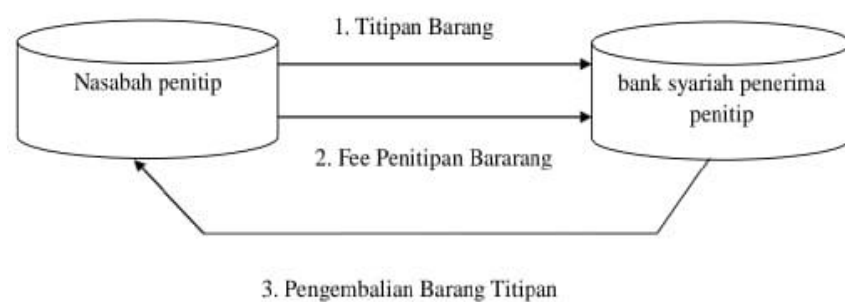 1. Titipan Barang
Nasabah penitip
bank syariah penerima
penitip
2. Fee Penitipan Bararang
3. Pengembalian Barang Titipan